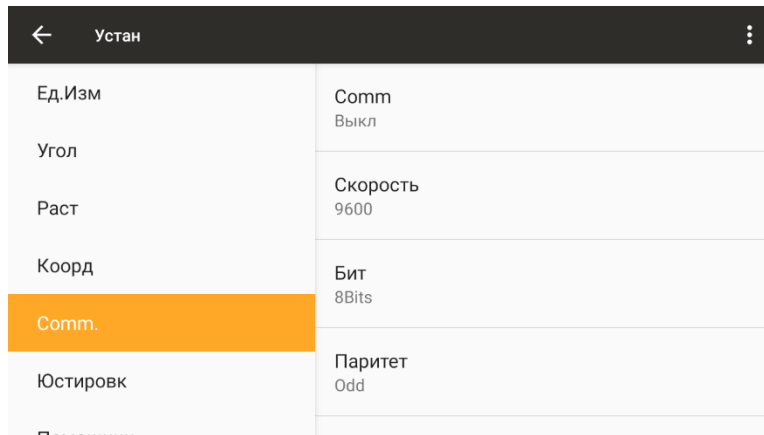 Устан
Ед.Изм
Угол
Раст
Коорд
Comm.
Юстировк
Comm
Выкл
Скорость
9600
Бит
8Bits
Паритет
Odd